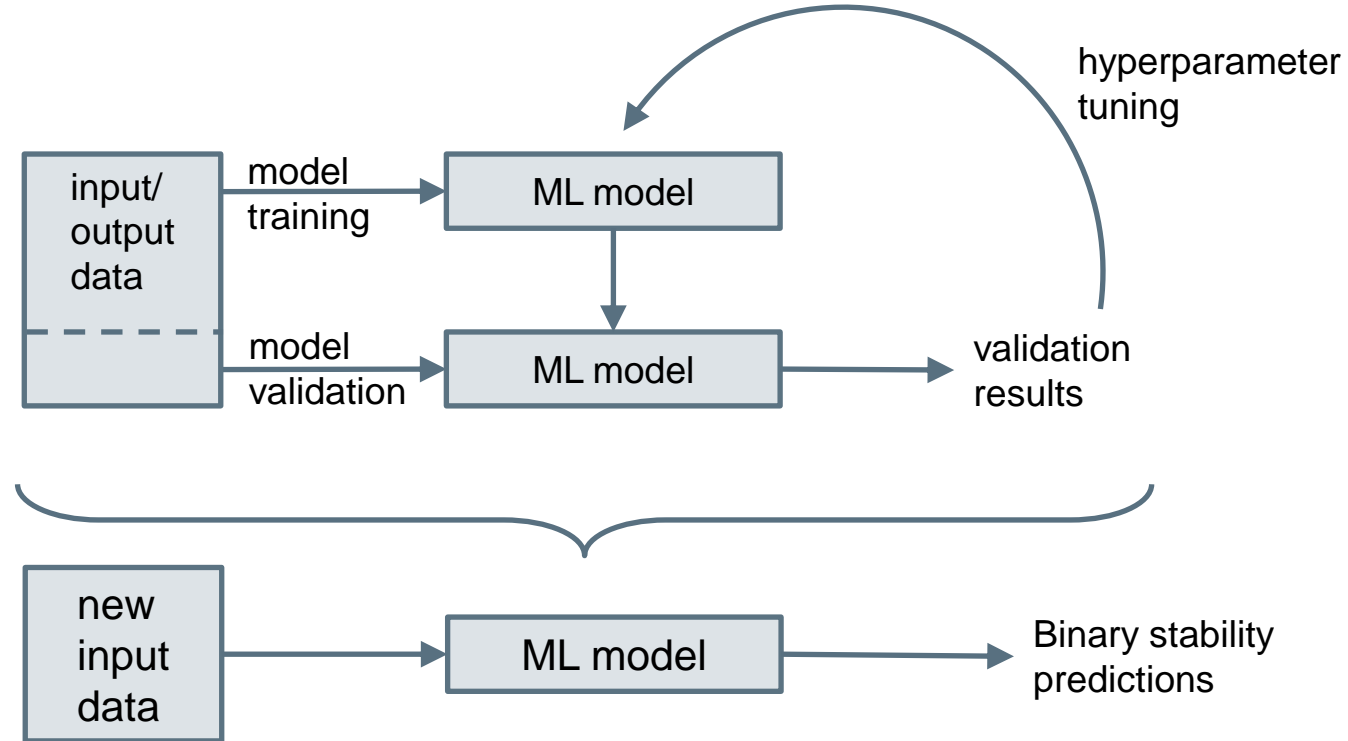 hyperparameter
tuning
input/
output
data
model
training
ML model
model
validation
ML model
validation
results
new
input
data
ML model
Binary stability
predictions